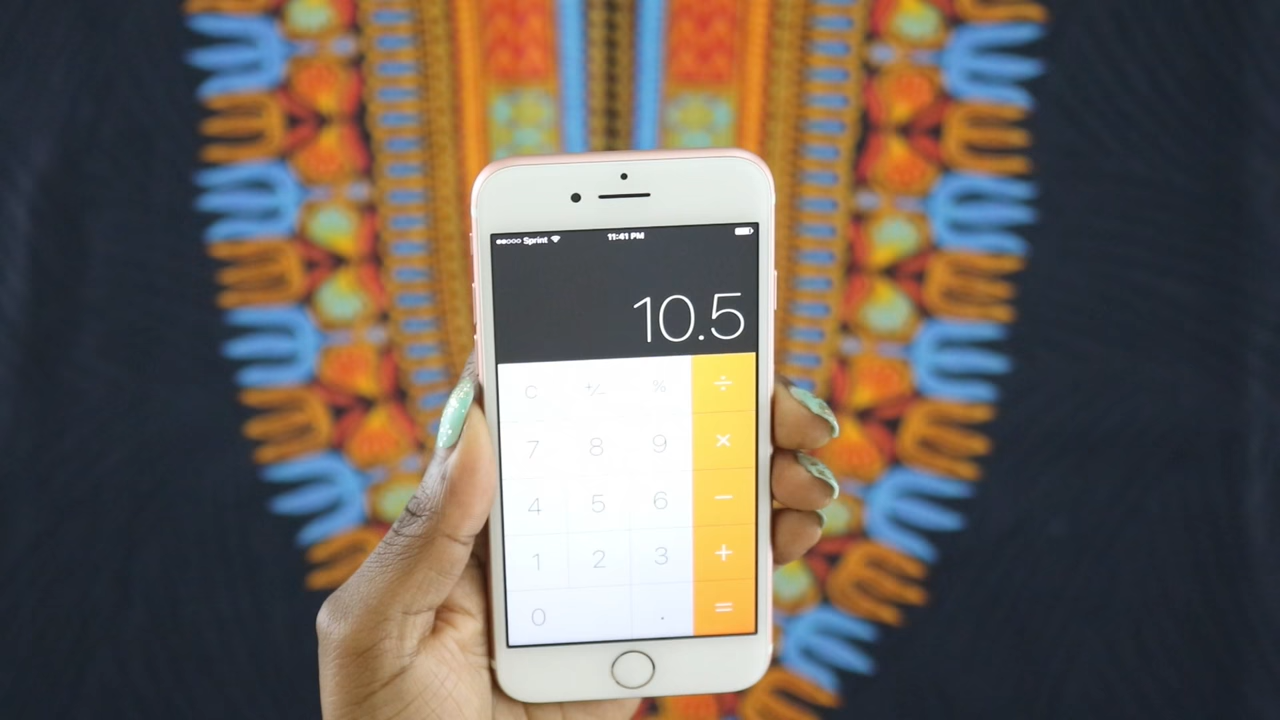 Sprint 11:41 PM
10.5
C +/- % ÷
7 8 9 ×
4 5 6 −
1 2 3 +
0 . =